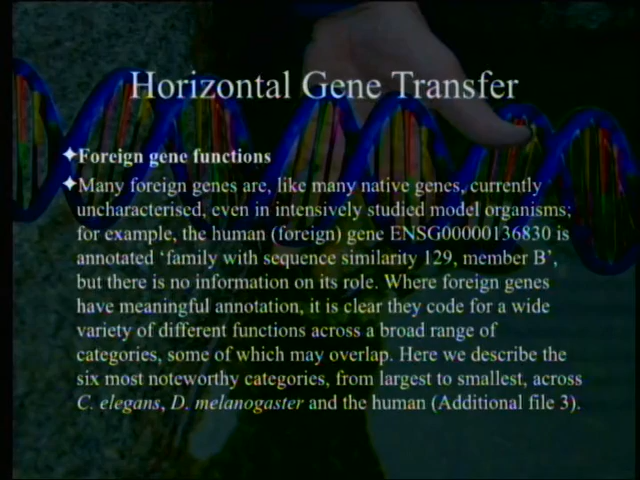 Horizontal Gene Transfer
✦Foreign gene functions
✦Many foreign genes are, like many native genes, currently
uncharacterised, even in intensively studied model organisms;
for example, the human (foreign) gene ENSG00000136830 is
annotated ‘family with sequence similarity 129, member B’,
but there is no information on its role. Where foreign genes
have meaningful annotation, it is clear they code for a wide
variety of different functions across a broad range of
categories, some of which may overlap. Here we describe the
six most noteworthy categories, from largest to smallest, across
C. elegans, D. melanogaster and the human (Additional file 3).